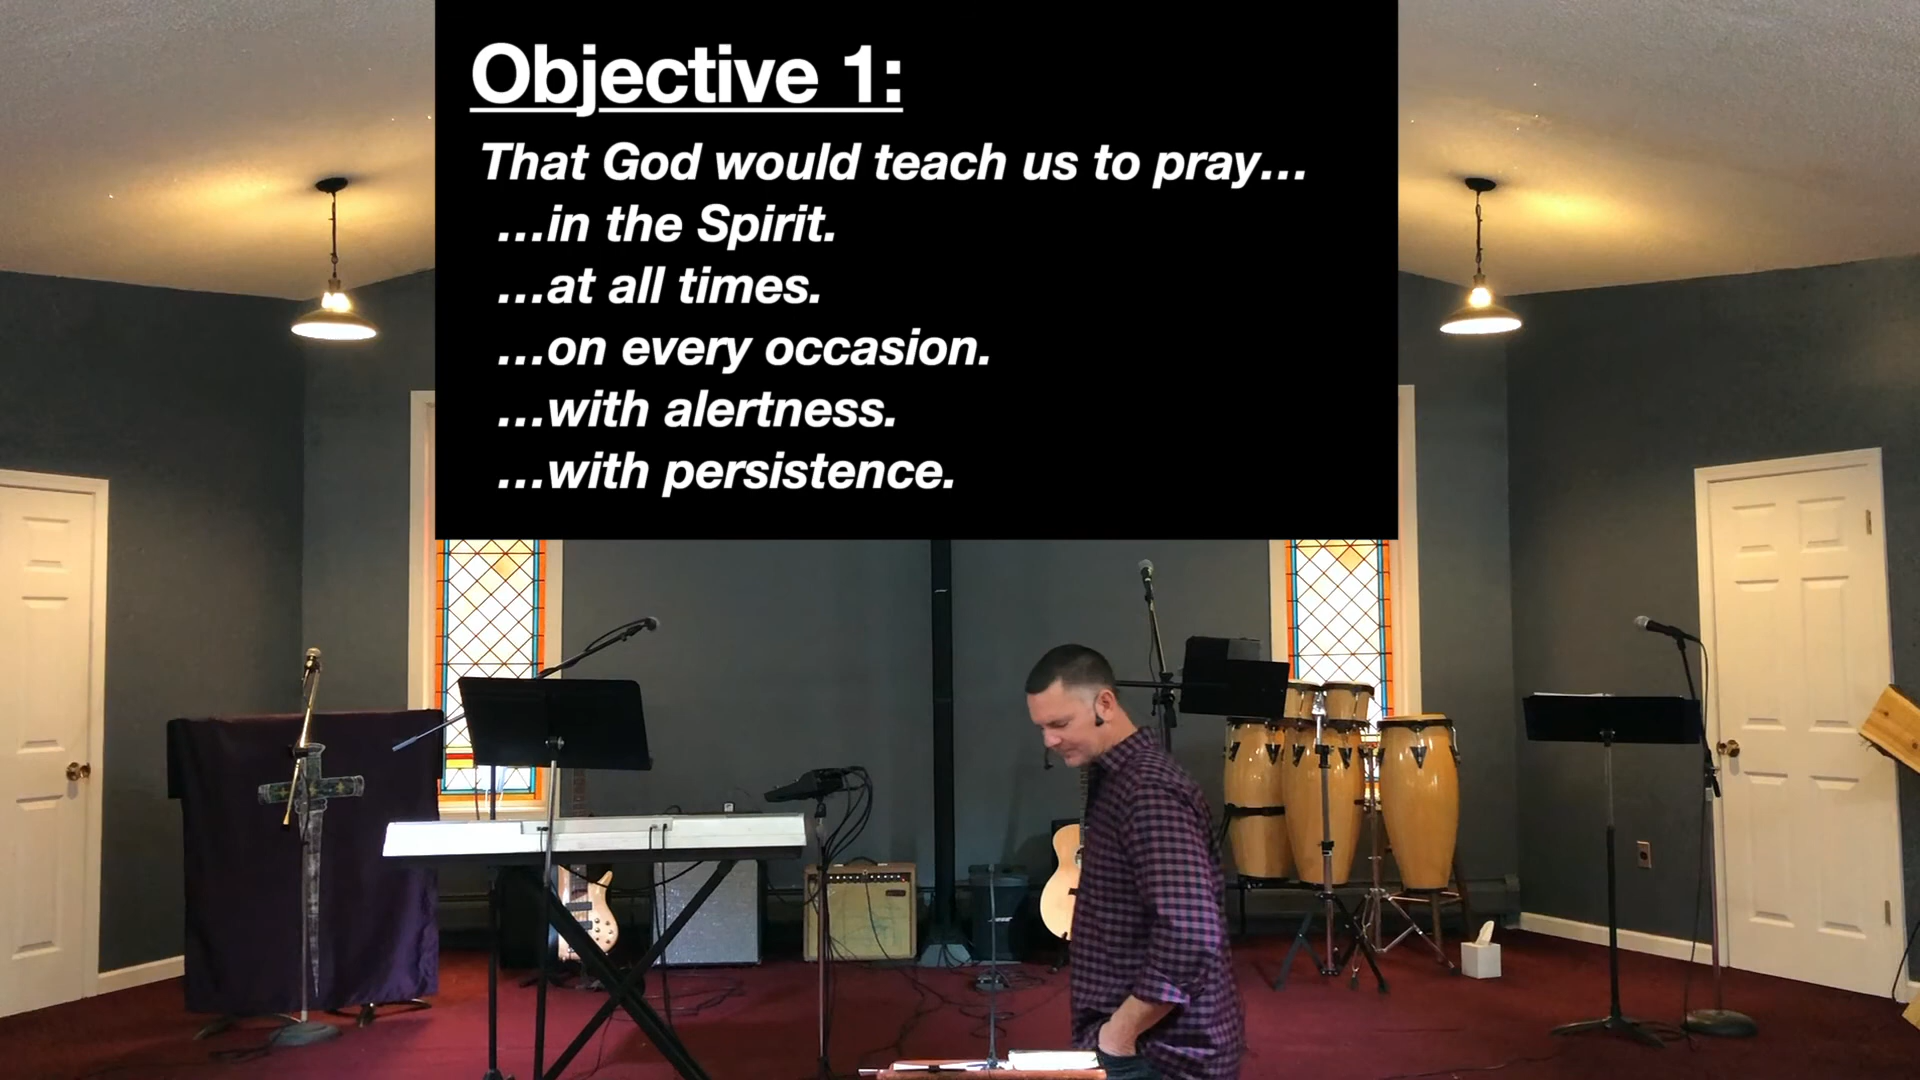 Objective 1:
That God would teach us to pray...
...in the Spirit.
...at all times.
...on every occasion.
...with alertness.
...with persistence.